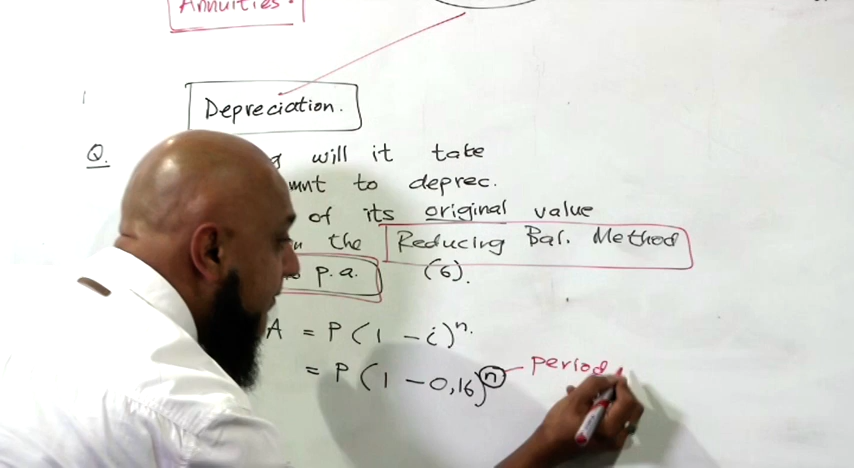 Annuities.
Depreciation.
Q. will it take
to deprec.
of its original value
the Reducing Bal. Method
p.a. (6).
A = P(1 - i)^n.
= P(1 - 0,16)^n period